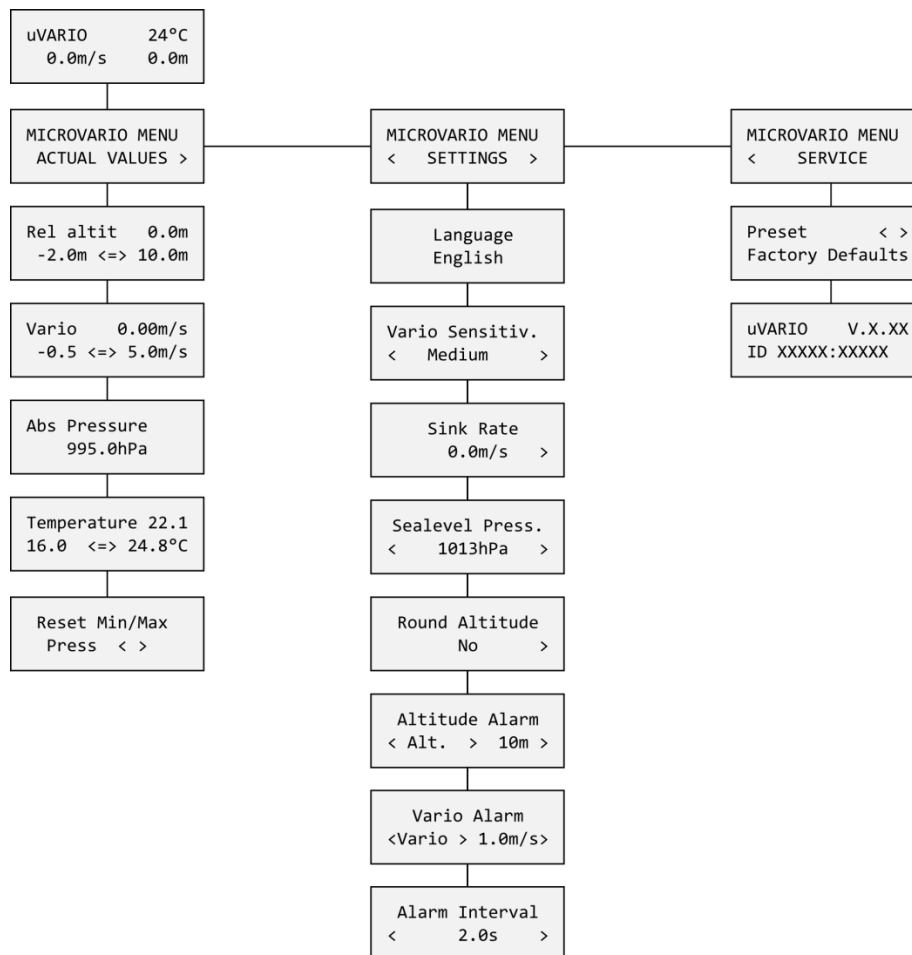 uVARIO 24°C
0.0m/s 0.0m
MICROVARIO MENU
ACTUAL VALUES >
Rel altit 0.0m
-2.0m <=> 10.0m
Vario 0.00m/s
-0.5 <=> 5.0m/s
Abs Pressure
995.0hPa
Temperature 22.1
16.0 <=> 24.8°C
Reset Min/Max
Press < >
MICROVARIO MENU
< SETTINGS >
Language
English
Vario Sensitiv.
< Medium >
Sink Rate
0.0m/s >
Sealevel Press.
< 1013hPa >
Round Altitude
No >
Altitude Alarm
< Alt. > 10m >
Vario Alarm
<Vario > 1.0m/s>
Alarm Interval
< 2.0s >
MICROVARIO MENU
< SERVICE
Preset < >
Factory Defaults
uVARIO V.X.XX
ID XXXXX:XXXXX